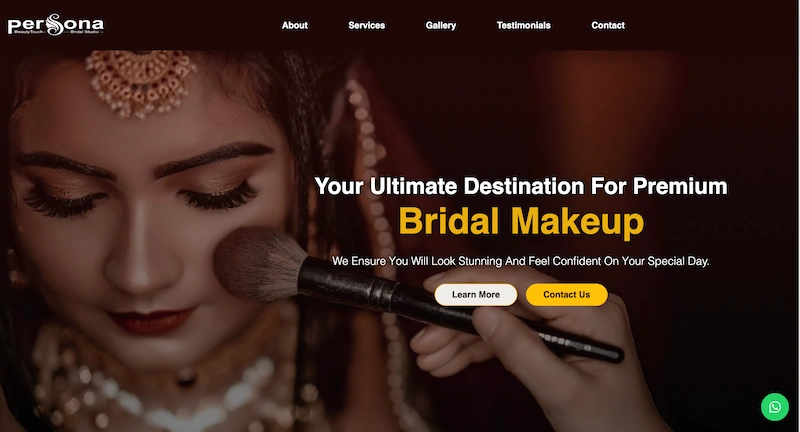 persona
BeautyTouch Bridal Studio
About
Services
Gallery
Testimonials
Contact
Your Ultimate Destination For Premium
Bridal Makeup
We Ensure You Will Look Stunning And Feel Confident On Your Special Day.
Learn More
Contact Us